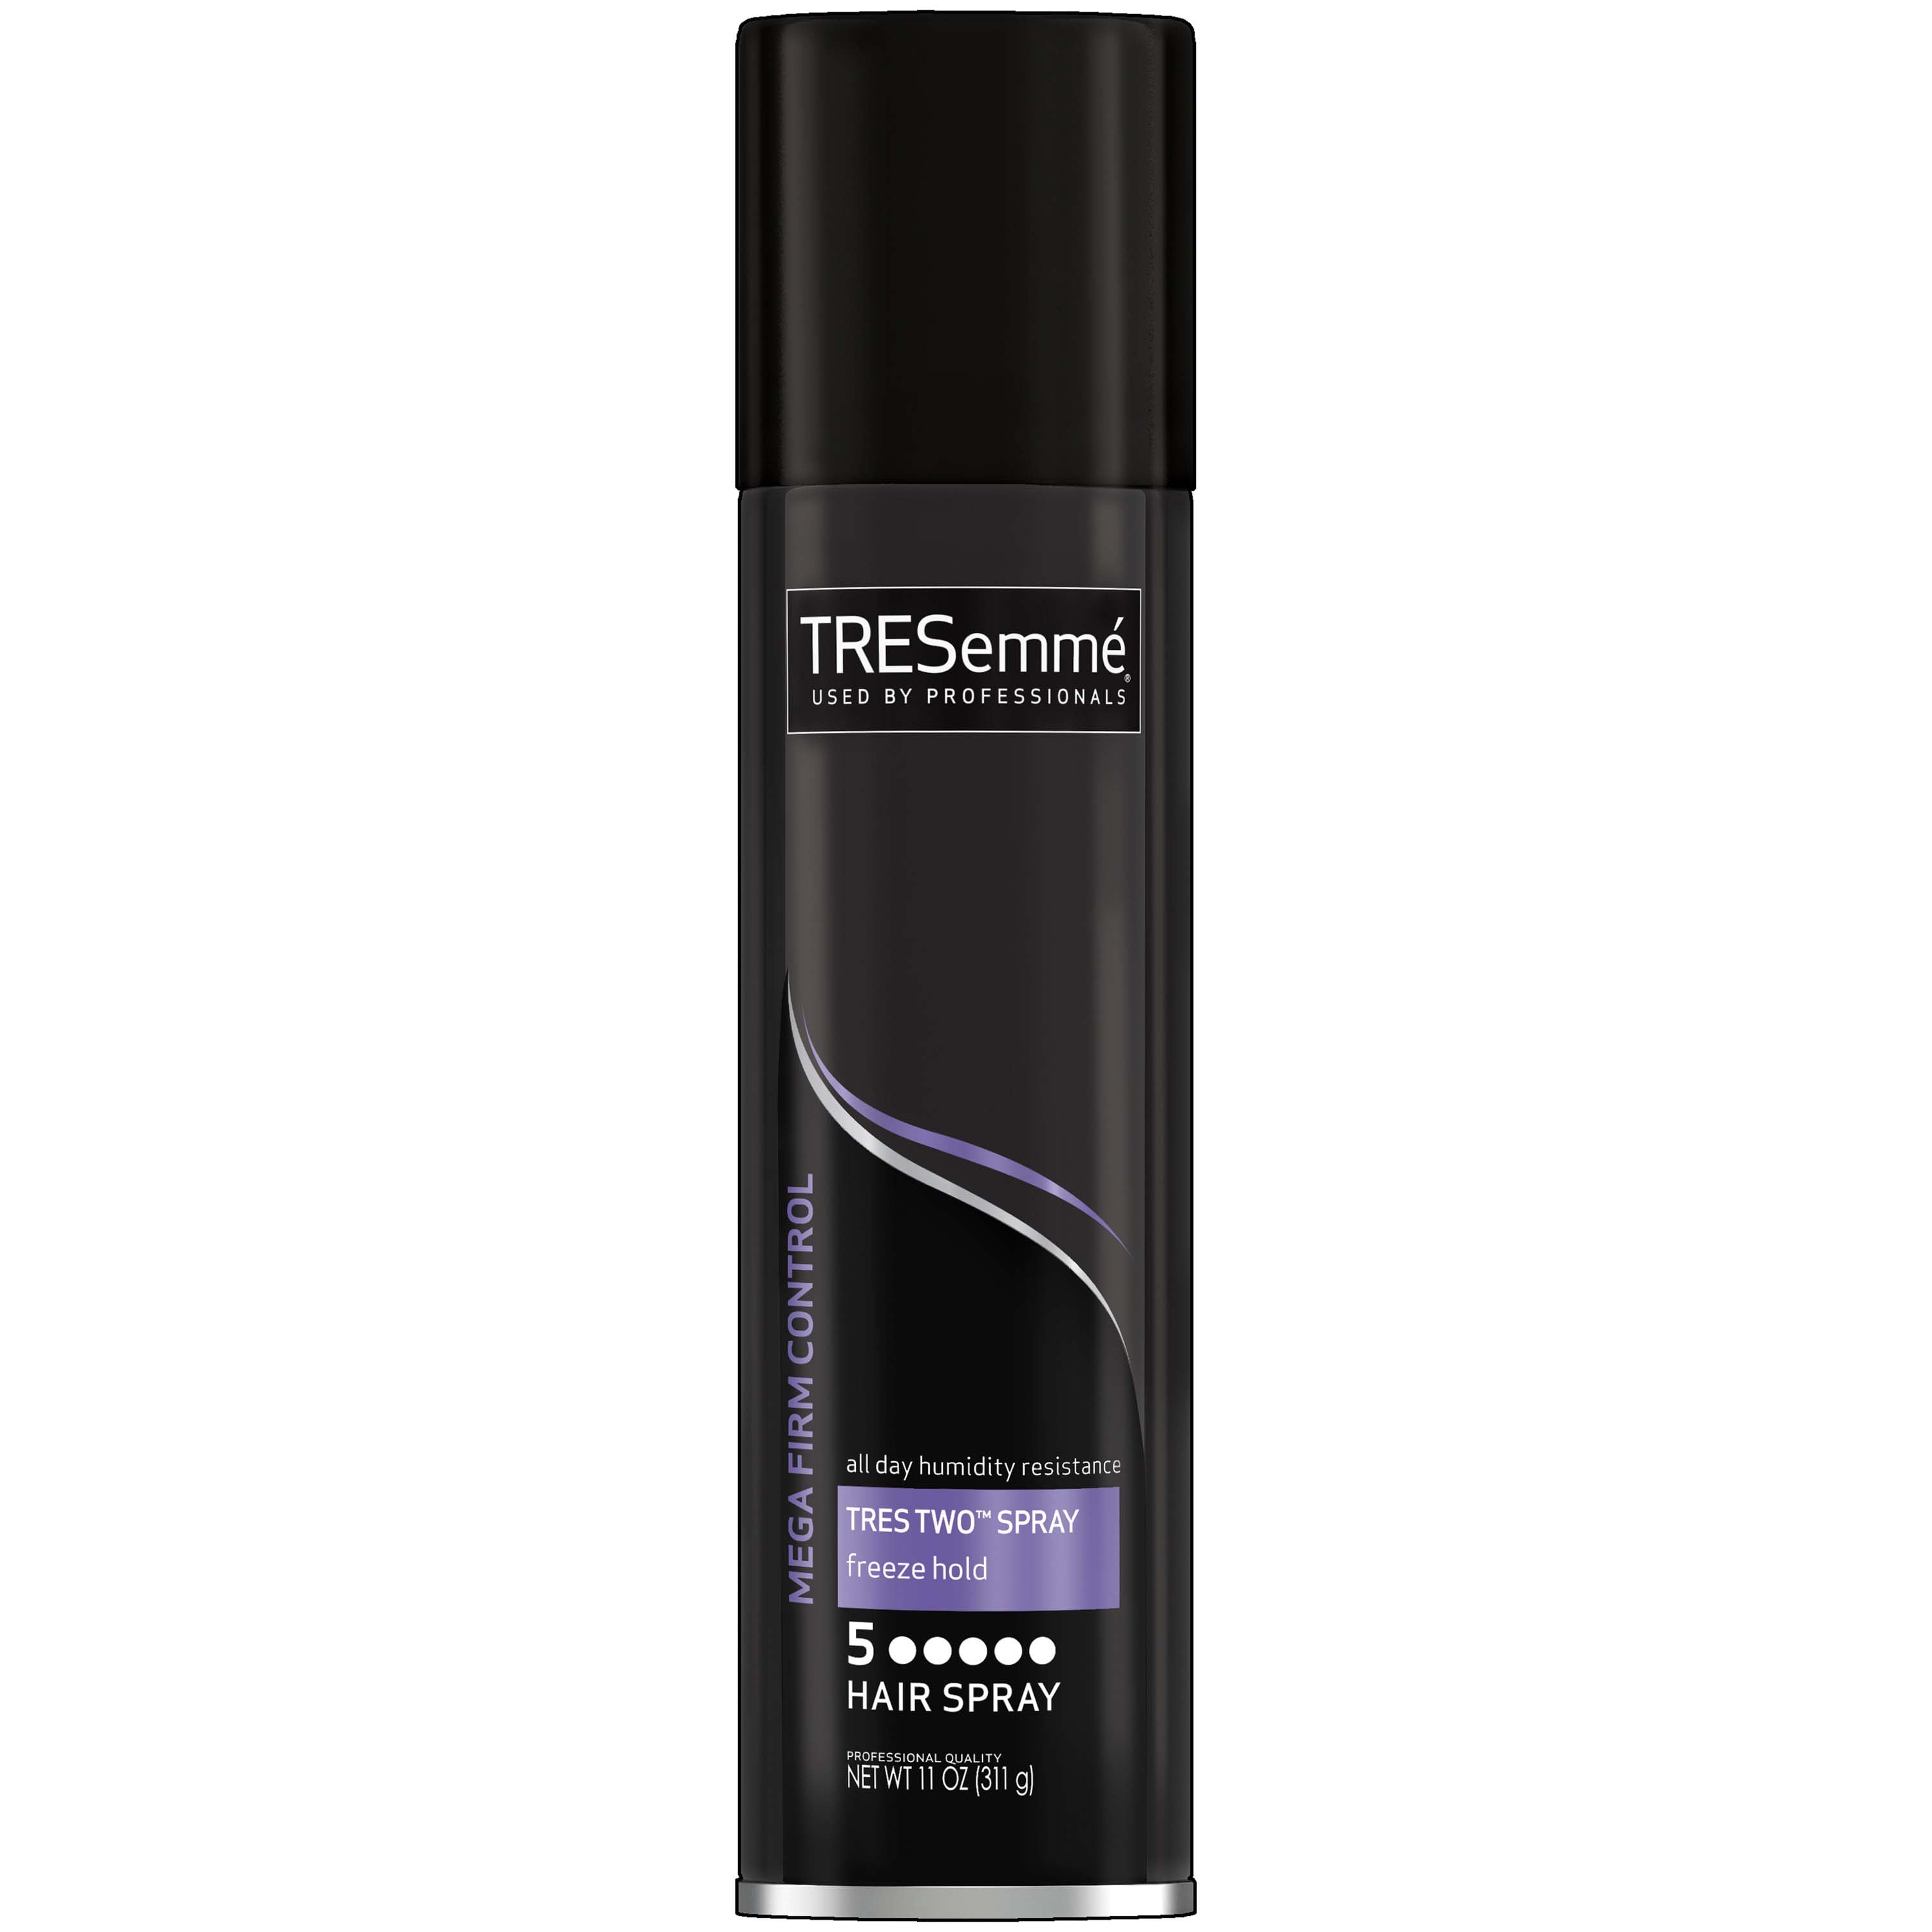 TRESemmé®
USED BY PROFESSIONALS
MEGA FIRM CONTROL
all day humidity resistance
TRES TWO™ SPRAY
freeze hold
5
HAIR SPRAY
PROFESSIONAL QUALITY
NET WT 11 OZ (311 g)